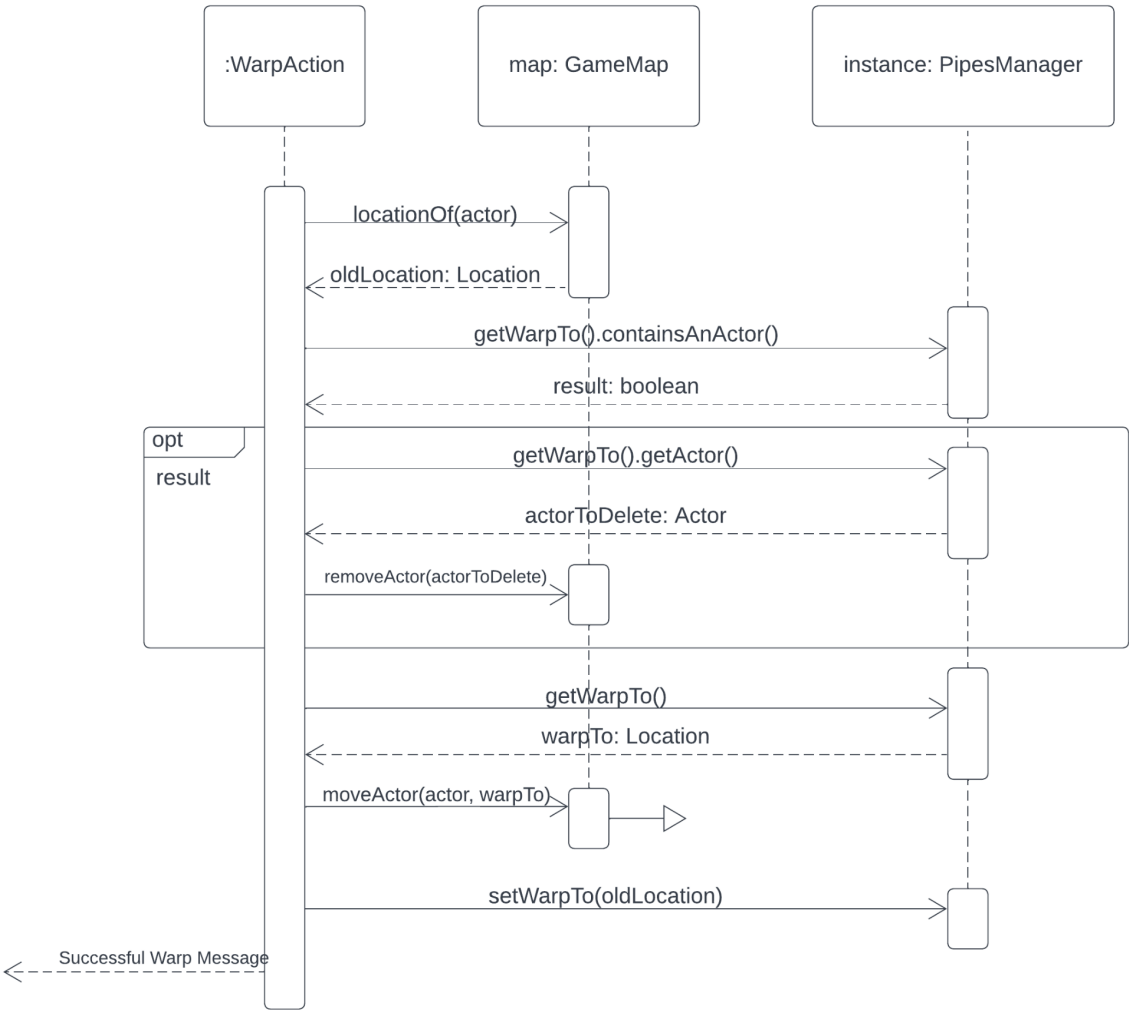 :WarpAction
map: GameMap
instance: PipesManager
locationOf(actor)
oldLocation: Location
getWarpTo().containsAnActor()
result: boolean
opt
getWarpTo().getActor()
result
actorToDelete: Actor
removeActor(actorToDelete)
getWarpTo()
warpTo: Location
moveActor(actor, warpTo)
setWarpTo(oldLocation)
Successful Warp Message